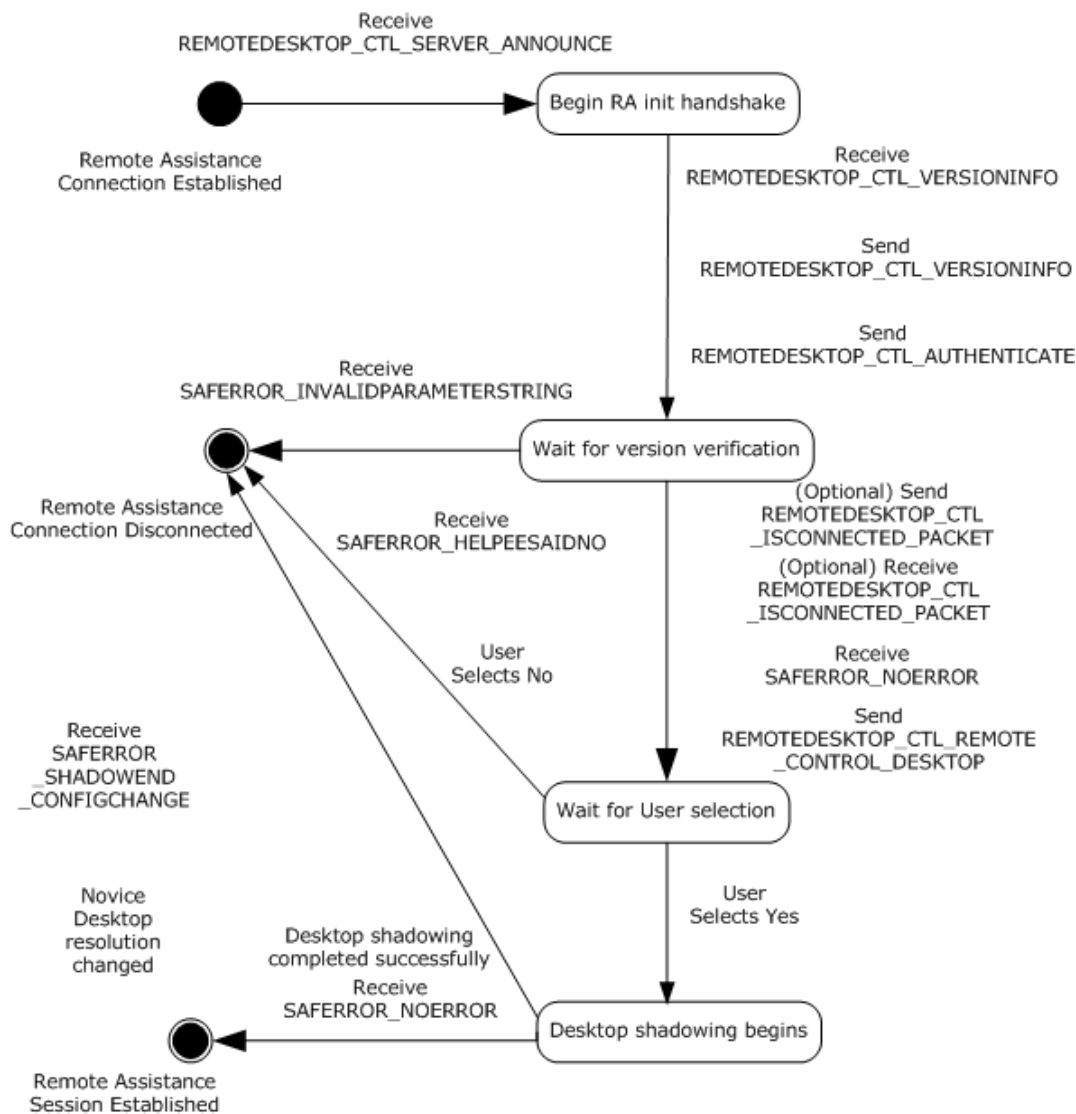 Receive
REMOTEDESKTOP_CTL_SERVER_ANNOUNCE
Begin RA init handshake
Remote Assistance
Connection Established
Receive
REMOTEDESKTOP_CTL_VERSIONINFO
Send
REMOTEDESKTOP_CTL_VERSIONINFO
Send
REMOTEDESKTOP_CTL_AUTHENTICATE
Receive
SAFERROR_INVALIDPARAMETERSTRING
Wait for version verification
Remote Assistance
Connection Disconnected
Receive
SAFERROR_HELPEESAIDNO
(Optional) Send
REMOTEDESKTOP_CTL
_ISCONNECTED_PACKET
(Optional) Receive
REMOTEDESKTOP_CTL
_ISCONNECTED_PACKET
User
Selects No
Receive
SAFERROR_NOERROR
Send
REMOTEDESKTOP_CTL_REMOTE
_CONTROL_DESKTOP
Receive
SAFERROR
_SHADOWEND
_CONFIGCHANGE
Wait for User selection
User
Selects Yes
Novice
Desktop
resolution
changed
Desktop shadowing
completed successfully
Receive
SAFERROR_NOERROR
Desktop shadowing begins
Remote Assistance
Session Established